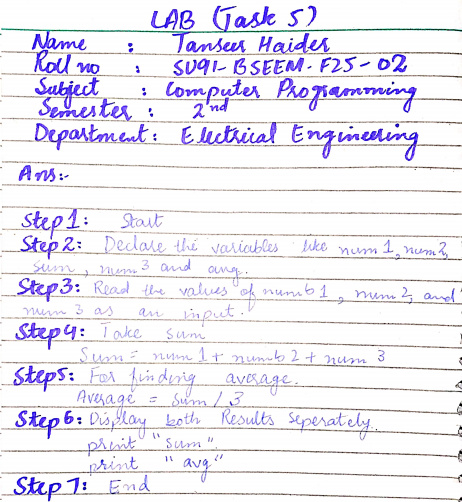 LAB (Task 5)
Name : Tanseer Haider
Roll no : SU91-BSEEM-F25-02
Subject : Computer Programming
Semester : 2nd
Department : Electrical Engineering
Ans:-
Step 1: Start
Step 2: Declare the variables like num 1, num 2,
sum, num 3 and avg.
Step 3: Read the values of numb 1, num 2, and
num 3 as an input.
Step 4: Take sum
Sum = num 1 + numb 2 + num 3
Step 5: For finding average.
Average = sum / 3
Step 6: Display both Results Seperately.
print "sum"
print "avg"
Step 7: End